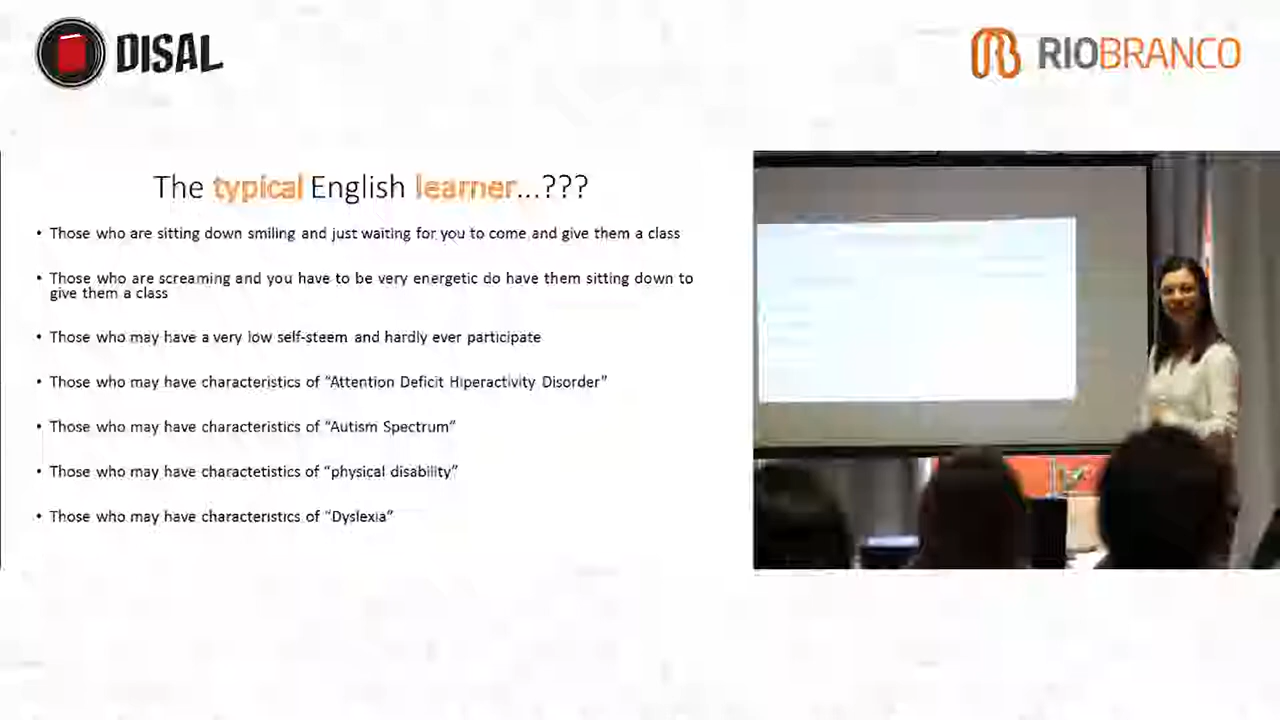 DISAL
RIOBRANCO
The typical English learner...???
• Those who are sitting down smiling and just waiting for you to come and give them a class
• Those who are screaming and you have to be very energetic do have them sitting down to
give them a class
• Those who may have a very low self-steem and hardly ever participate
• Those who may have characteristics of “Attention Deficit Hiperactivity Disorder”
• Those who may have characteristics of “Autism Spectrum”
• Those who may have charactetistics of “physical disability”
• Those who may have characteristics of “Dyslexia”